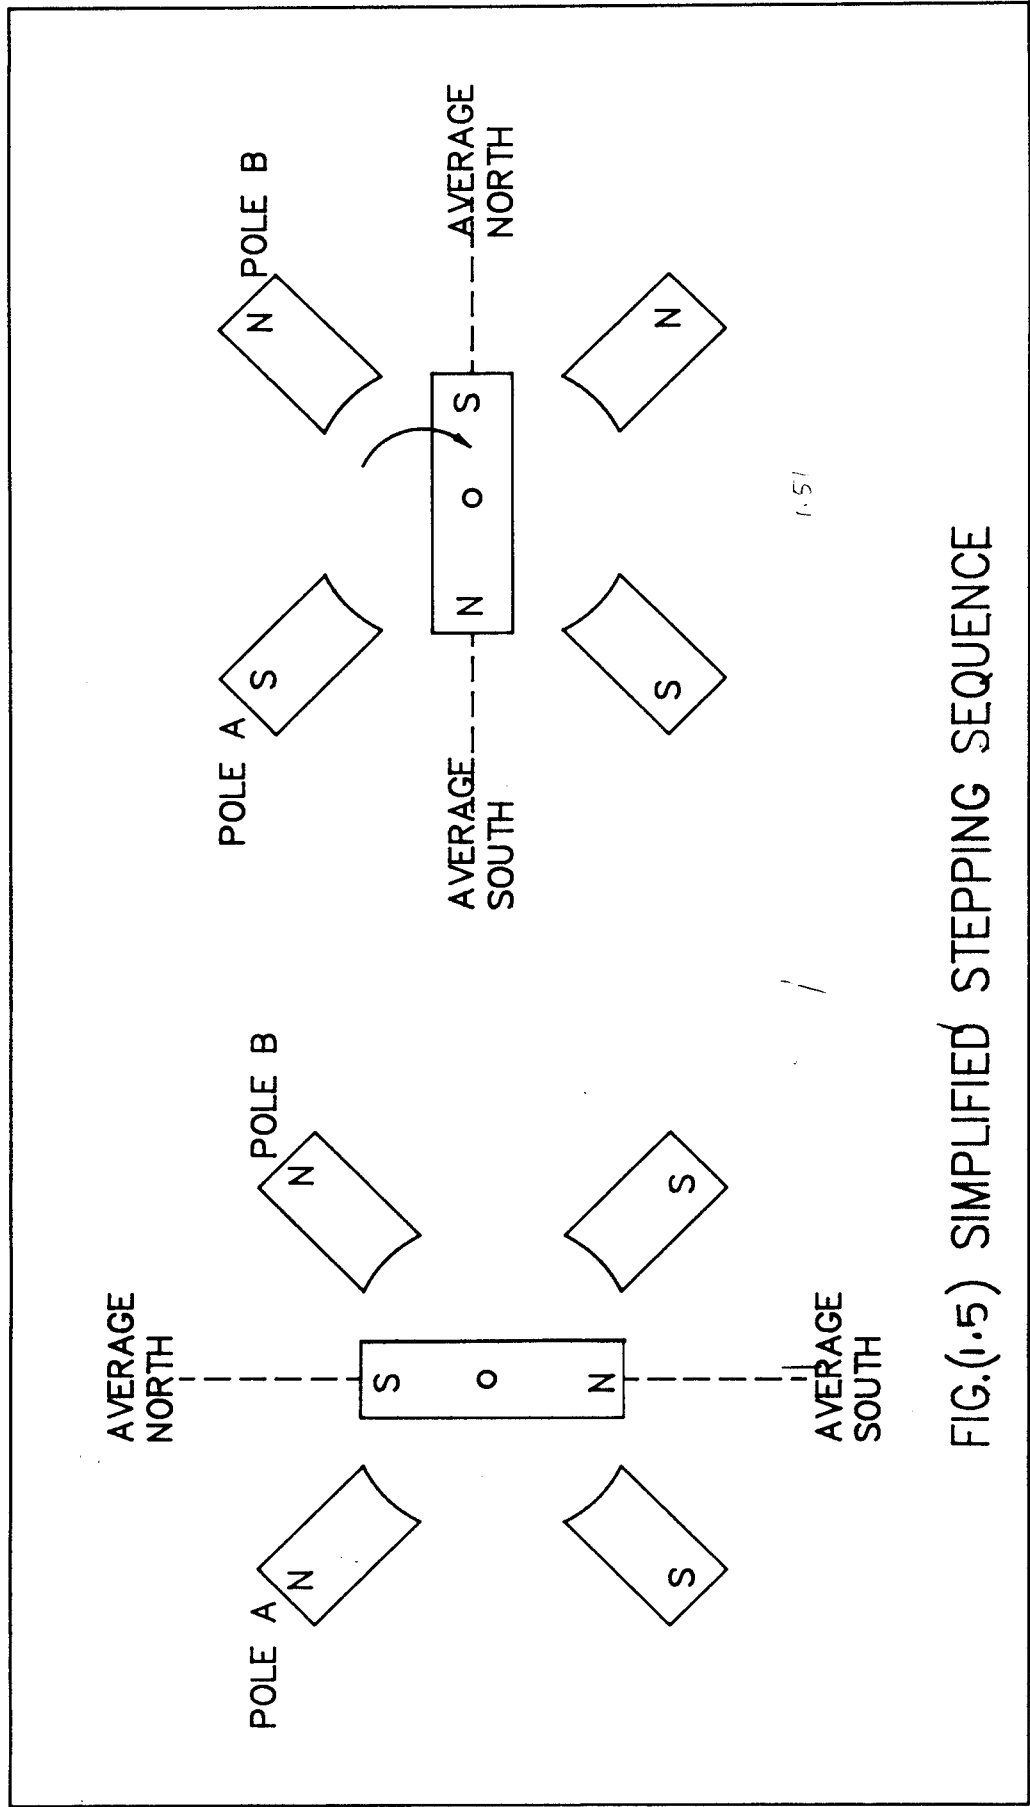 AVERAGE
NORTH
POLE A
N
N
POLE B
S
O
N
S
S
AVERAGE
SOUTH
POLE A
S
N
POLE B
AVERAGE
SOUTH
N
O
S
AVERAGE
NORTH
S
N
1.51
FIG.(1.5) SIMPLIFIED STEPPING SEQUENCE